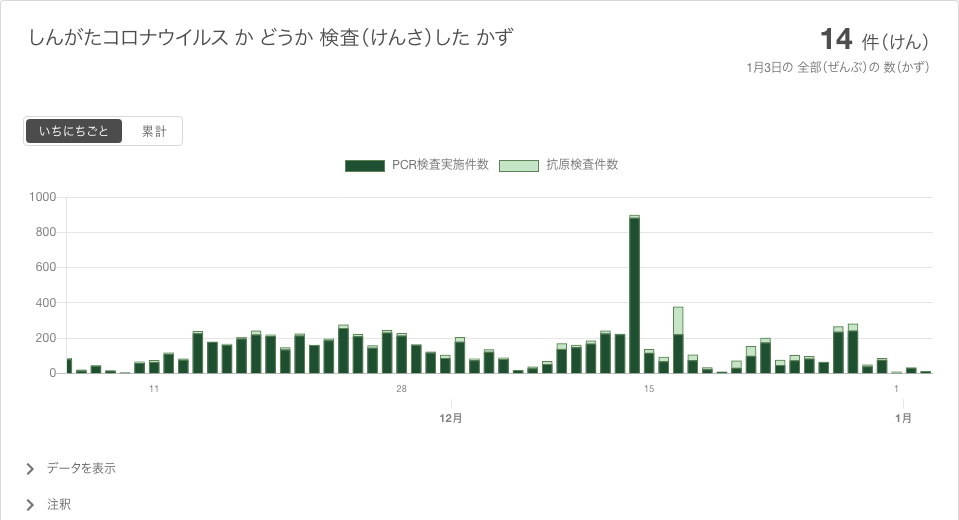 しんがたコロナウイルス か どうか 検査（けんさ）した かず
14 件（けん）
1月3日の 全部（ぜんぶ）の 数（かず）
いちにちごと 累計
PCR検査実施件数 抗原検査件数
1000
800
600
400
200
0
11 28 15 1
12月 1月
データを表示
注釈